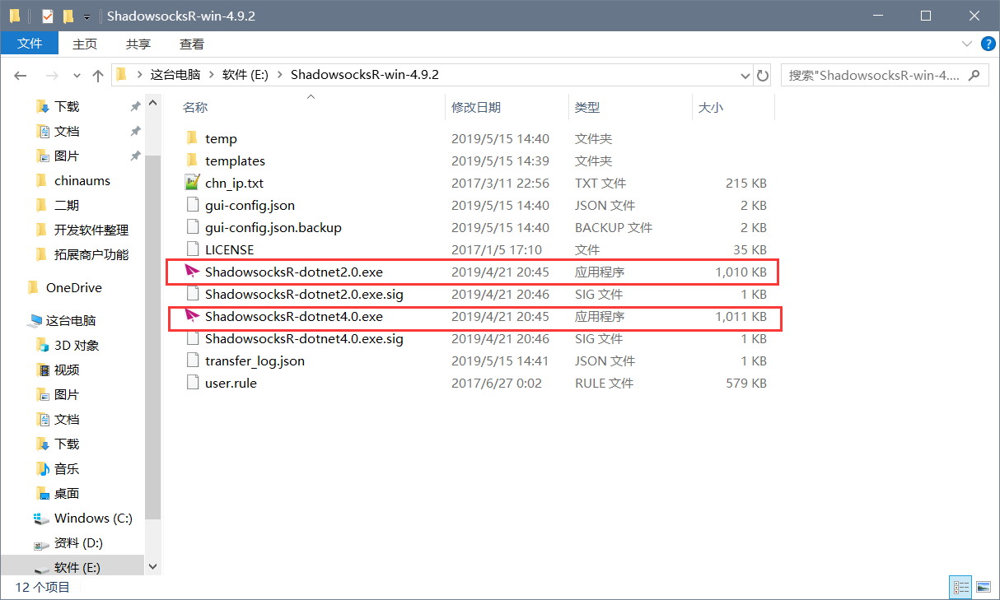 ShadowsocksR-win-4.9.2
文件 主页 共享 查看
这台电脑 软件 (E:) ShadowsocksR-win-4.9.2 搜索"ShadowsocksR-win-4....
下载
文档
图片
chinaums
二期
开发软件整理
拓展商户功能
OneDrive
这台电脑
3D 对象
视频
图片
文档
下载
音乐
桌面
Windows (C:)
资料 (D:)
软件 (E:)
名称 修改日期 类型 大小
temp 2019/5/15 14:40 文件夹
templates 2019/5/15 14:39 文件夹
chn_ip.txt 2017/3/11 22:56 TXT 文件 215 KB
gui-config.json 2019/5/15 14:40 JSON 文件 2 KB
gui-config.json.backup 2019/5/15 14:40 BACKUP 文件 2 KB
LICENSE 2017/1/5 17:10 文件 35 KB
ShadowsocksR-dotnet2.0.exe 2019/4/21 20:45 应用程序 1,010 KB
ShadowsocksR-dotnet2.0.exe.sig 2019/4/21 20:46 SIG 文件 1 KB
ShadowsocksR-dotnet4.0.exe 2019/4/21 20:45 应用程序 1,011 KB
ShadowsocksR-dotnet4.0.exe.sig 2019/4/21 20:46 SIG 文件 1 KB
transfer_log.json 2019/5/15 14:41 JSON 文件 1 KB
user.rule 2017/6/27 0:02 RULE 文件 579 KB
12 个项目